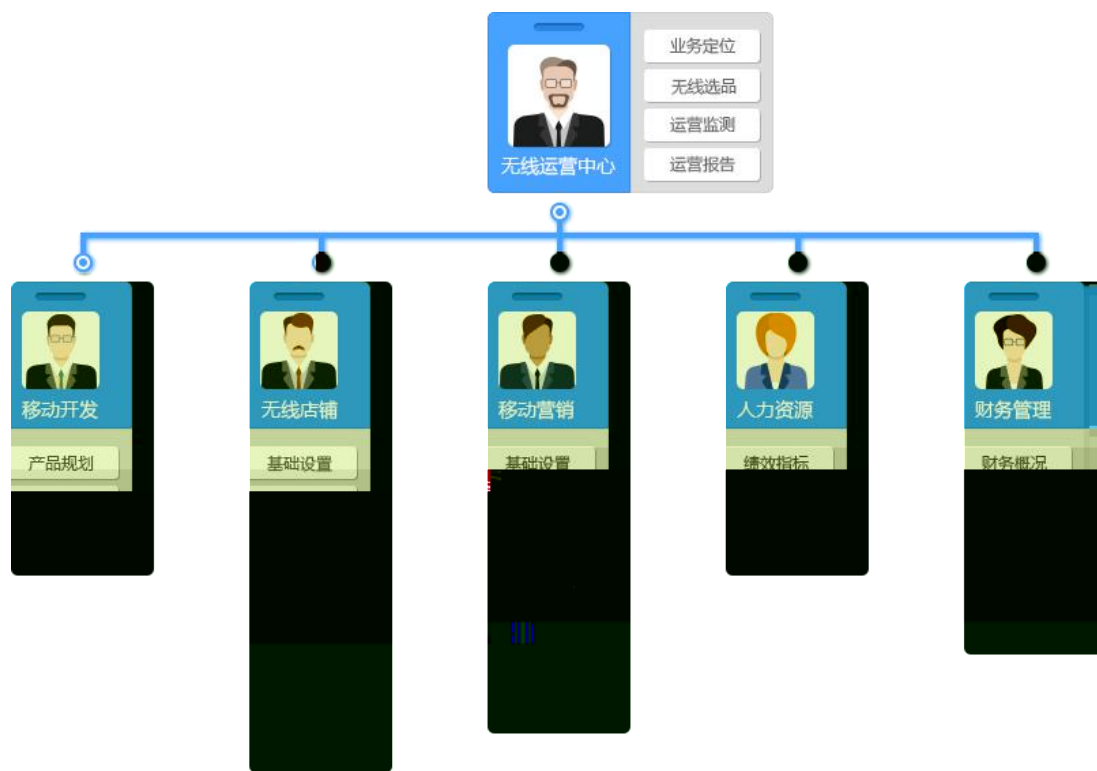 业务定位
无线选品
运营监测
运营报告
无线运营中心
移动开发
无线店铺
移动营销
人力资源
财务管理
产品规划
基础设置
基础设置
绩效指标
财务概况